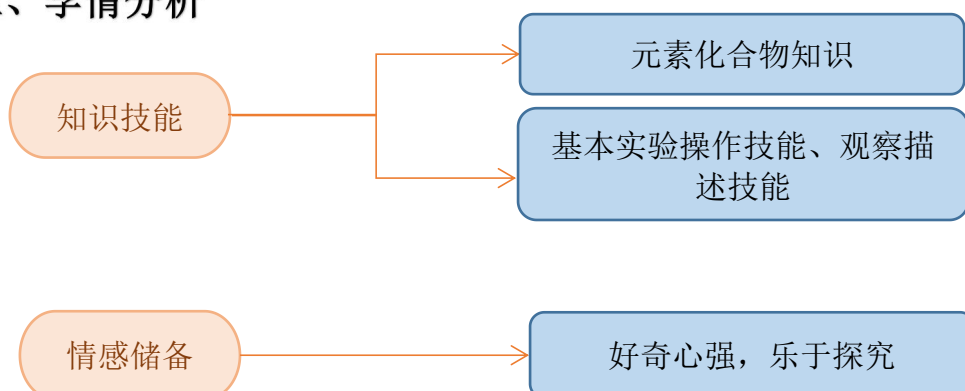 、学情分析
元素化合物知识
知识技能
基本实验操作技能、观察描
述技能
情感储备
好奇心强，乐于探究